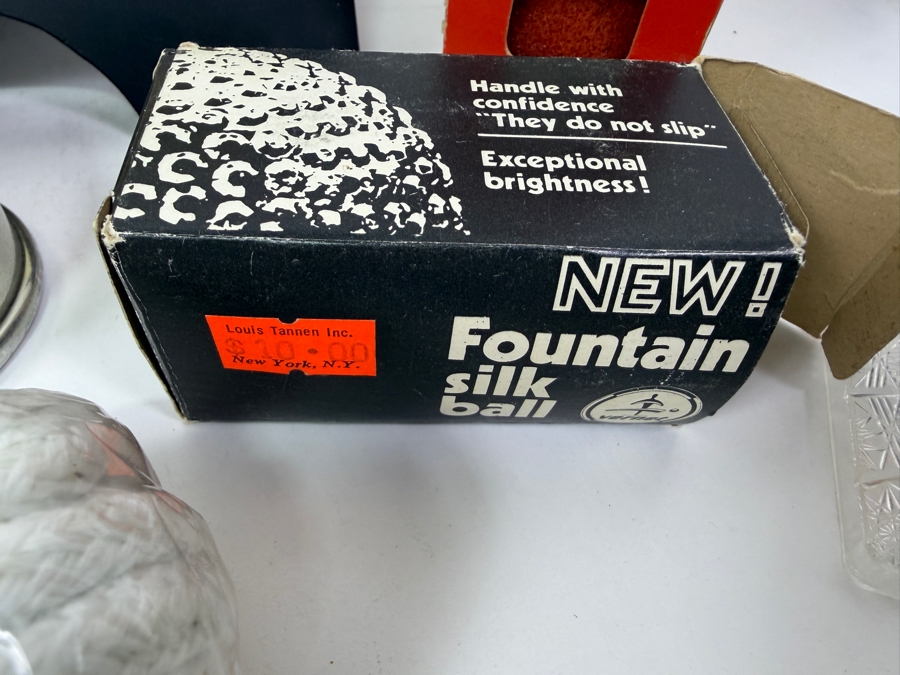 Handle with
confidence
"They do not slip"
Exceptional
brightness!
NEW!
Fountain
silk
ball
Louis Tannen Inc.
$10.00
New York, N.Y.